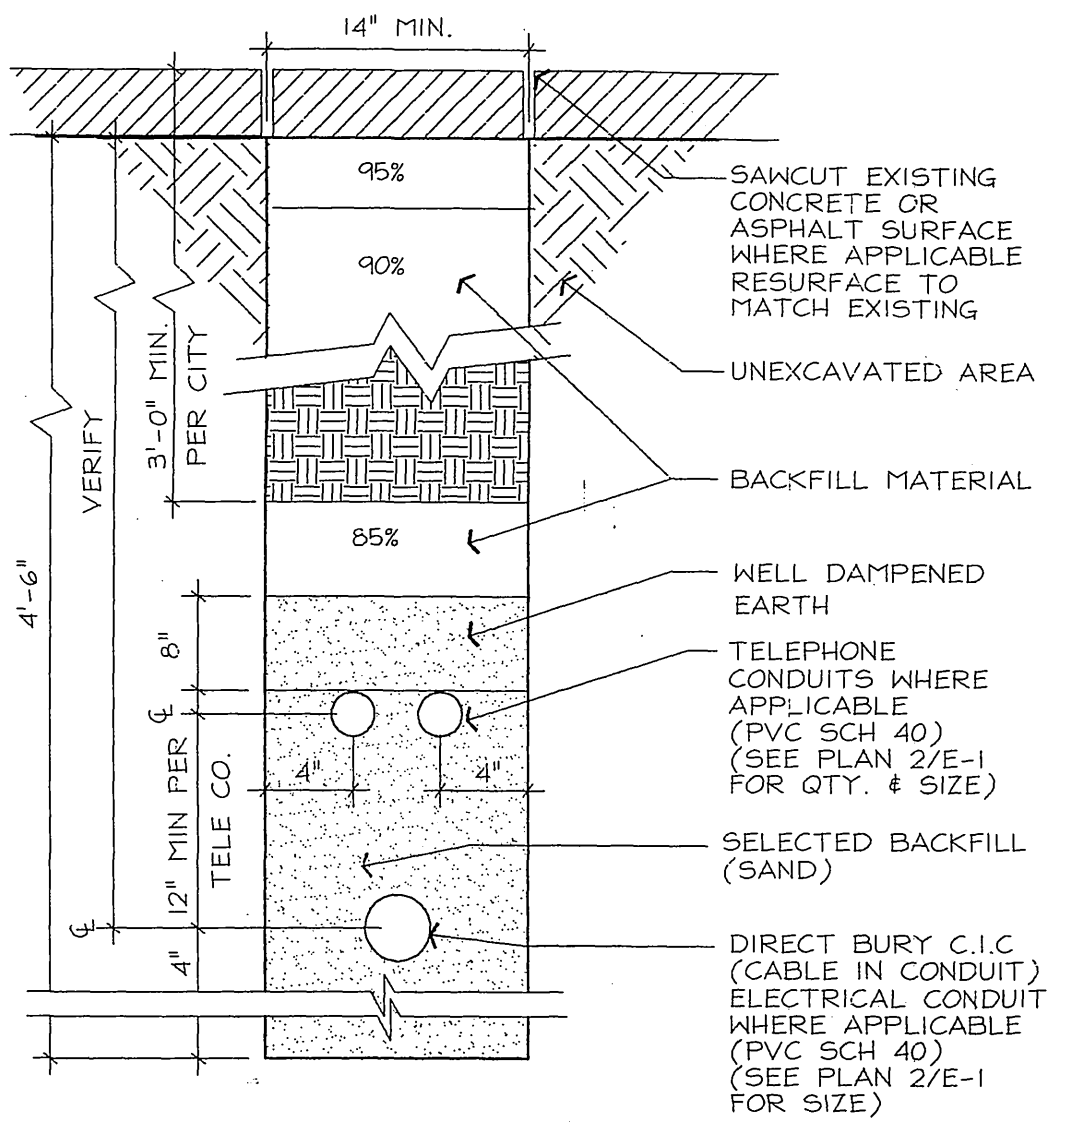 14" MIN.
95%
90%
85%
SAWCUT EXISTING
CONCRETE OR
ASPHALT SURFACE
WHERE APPLICABLE
RESURFACE TO
MATCH EXISTING
UNEXCAVATED AREA
BACKFILL MATERIAL
WELL DAMPENED
EARTH
TELEPHONE
CONDUITS WHERE
APPLICABLE
(PVC SCH 40)
(SEE PLAN 2/E-1
FOR QTY. & SIZE)
SELECTED BACKFILL
(SAND)
DIRECT BURY C.I.C
(CABLE IN CONDUIT)
ELECTRICAL CONDUIT
WHERE APPLICABLE
(PVC SCH 40)
(SEE PLAN 2/E-1
FOR SIZE)
4'-6"
VERIFY
3'-0" MIN.
PER CITY
8"
℄
12" MIN PER
TELE CO.
4"
4"
℄
4"